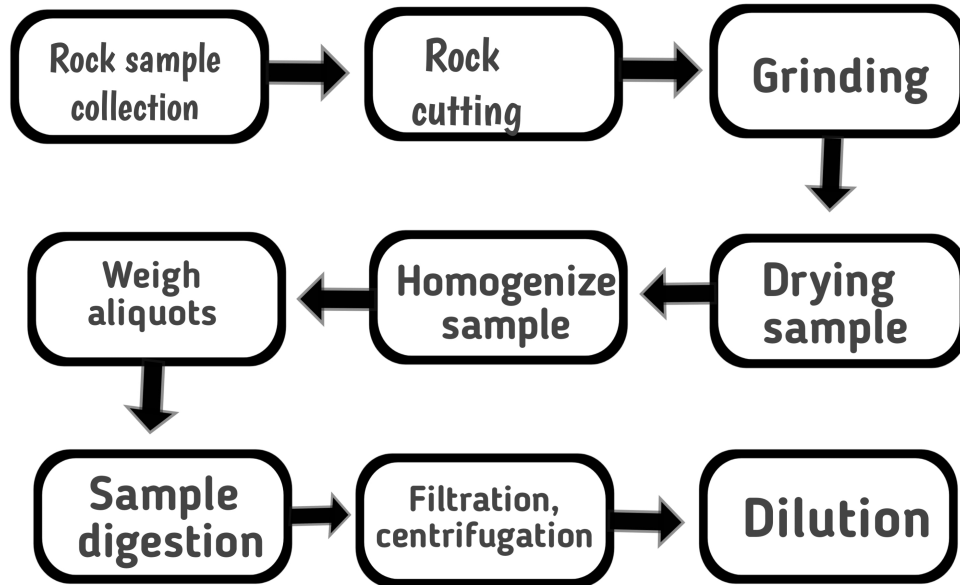 Rock sample
collection
Rock
cutting
Grinding
Drying
sample
Homogenize
sample
Weigh
aliquots
Sample
digestion
Filtration,
centrifugation
Dilution